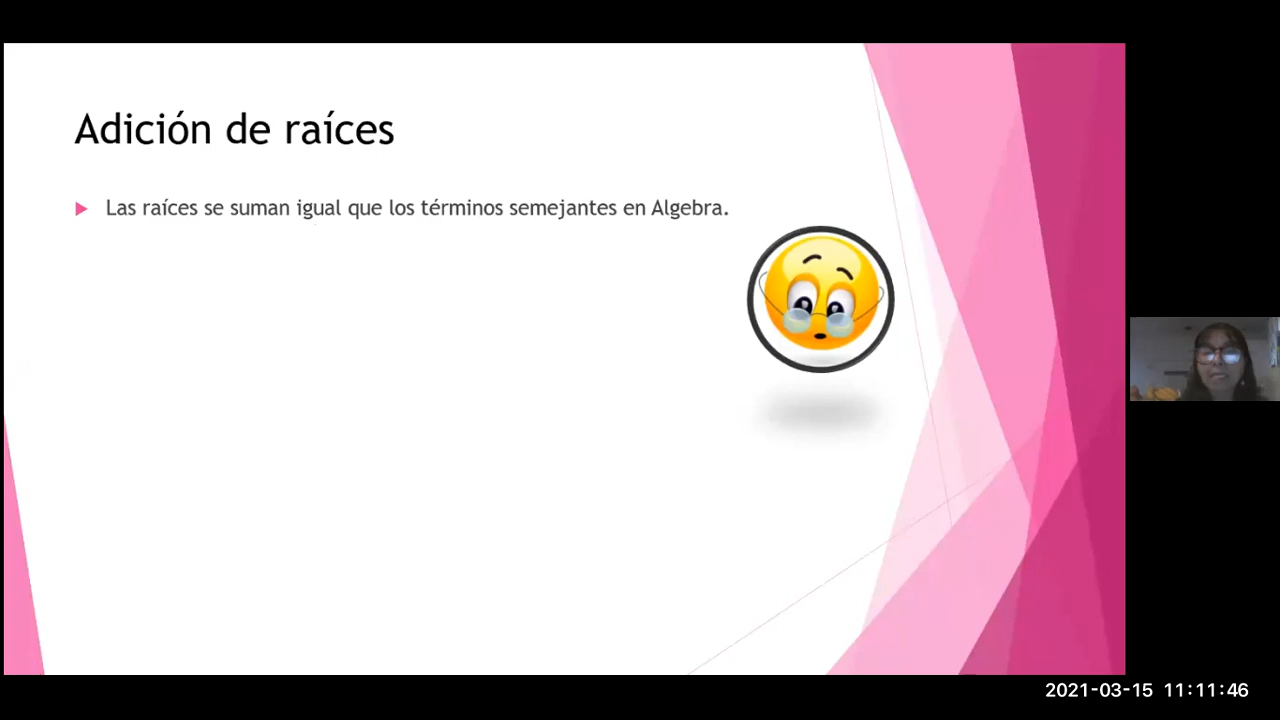 Adición de raíces
Las raíces se suman igual que los términos semejantes en Algebra.
2021-03-15 11:11:46